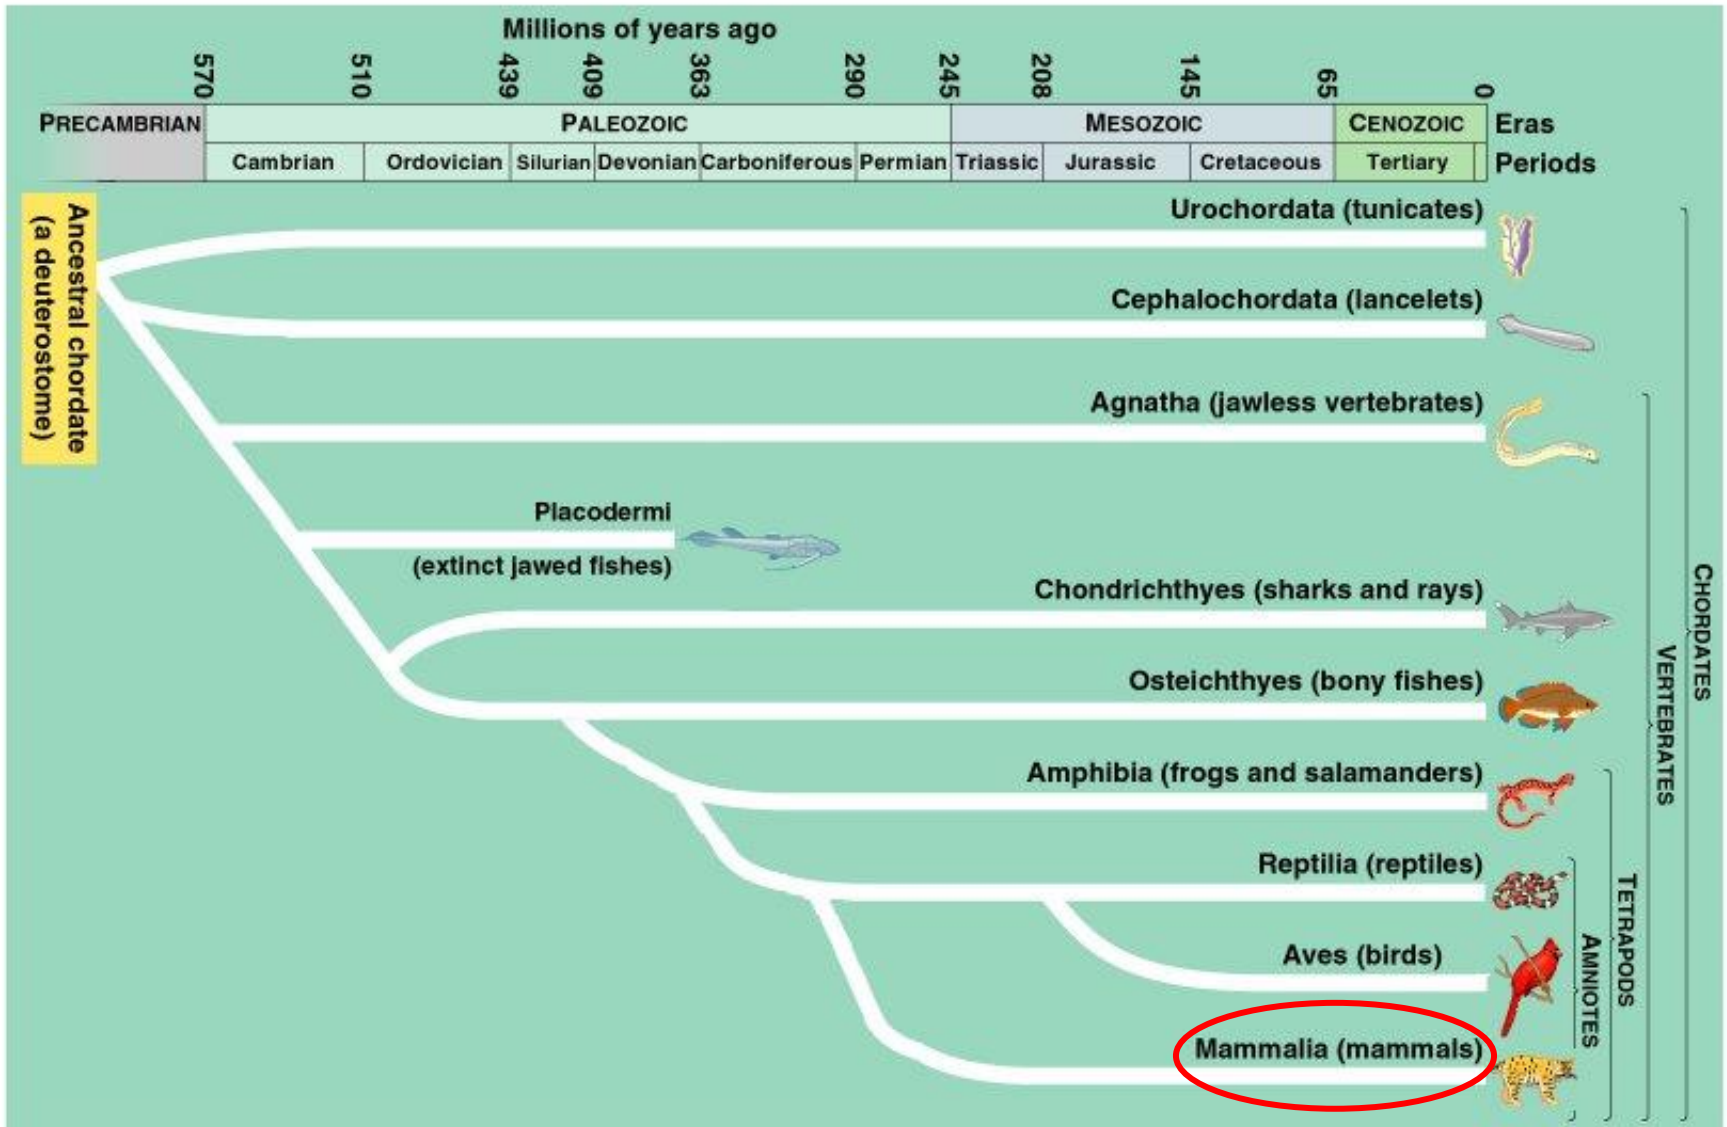 Millions of years ago
570 510 439 409 363 290 245 208 145 65 0
PRECAMBRIAN PALEOZOIC MESOZOIC CENOZOIC Eras
Cambrian Ordovician Silurian Devonian Carboniferous Permian Triassic Jurassic Cretaceous Tertiary Periods
Ancestral chordate
(a deuterostome)
Urochordata (tunicates)
Cephalochordata (lancelets)
Agnatha (jawless vertebrates)
Placodermi
(extinct jawed fishes)
Chondrichthyes (sharks and rays)
Osteichthyes (bony fishes)
Amphibia (frogs and salamanders)
Reptilia (reptiles)
Aves (birds)
Mammalia (mammals)
CHORDATES
VERTEBRATES
TETRAPODS
AMNIOTES